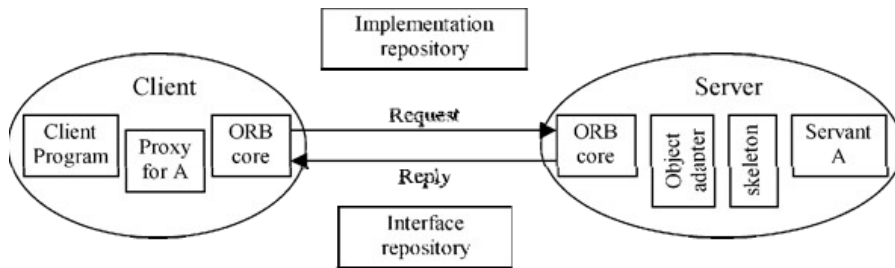 Implementation
repository
Client
Server
Client
Program
Proxy
for A
ORB
core
Request
Reply
ORB
core
Object
adapter
skeleton
Servant
A
Interface
repository